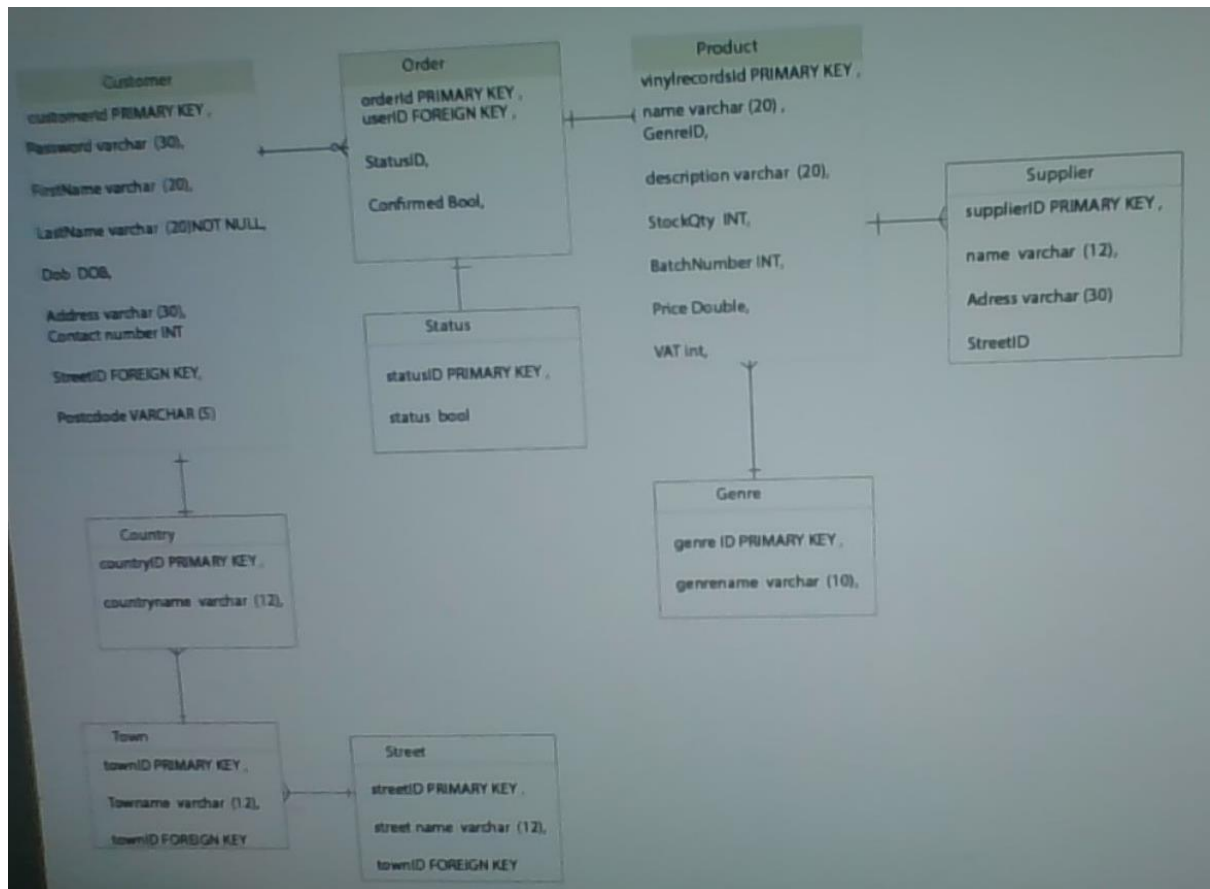 Customer
customerId PRIMARY KEY ,
Password varchar (30),
FirstName varchar (20),
LastName varchar (20)NOT NULL,
Dob DOB,
Address varchar (30),
Contact number INT
StreetID FOREIGN KEY,
Postcdode VARCHAR (5)
Order
orderId PRIMARY KEY ,
userID FOREIGN KEY ,
StatusID,
Confirmed Bool,
Product
vinylrecordsId PRIMARY KEY ,
name varchar (20) ,
GenreID,
description varchar (20),
StockQty INT,
BatchNumber INT,
Price Double,
VAT int,
Supplier
supplierID PRIMARY KEY ,
name varchar (12),
Adress varchar (30)
StreetID
Status
statusID PRIMARY KEY ,
status bool
Genre
genre ID PRIMARY KEY ,
genrename varchar (10),
Country
countryID PRIMARY KEY ,
countryname varchar (12),
Town
townID PRIMARY KEY ,
Towname varchar (12),
townID FOREIGN KEY
Street
streetID PRIMARY KEY ,
street name varchar (12),
townID FOREIGN KEY